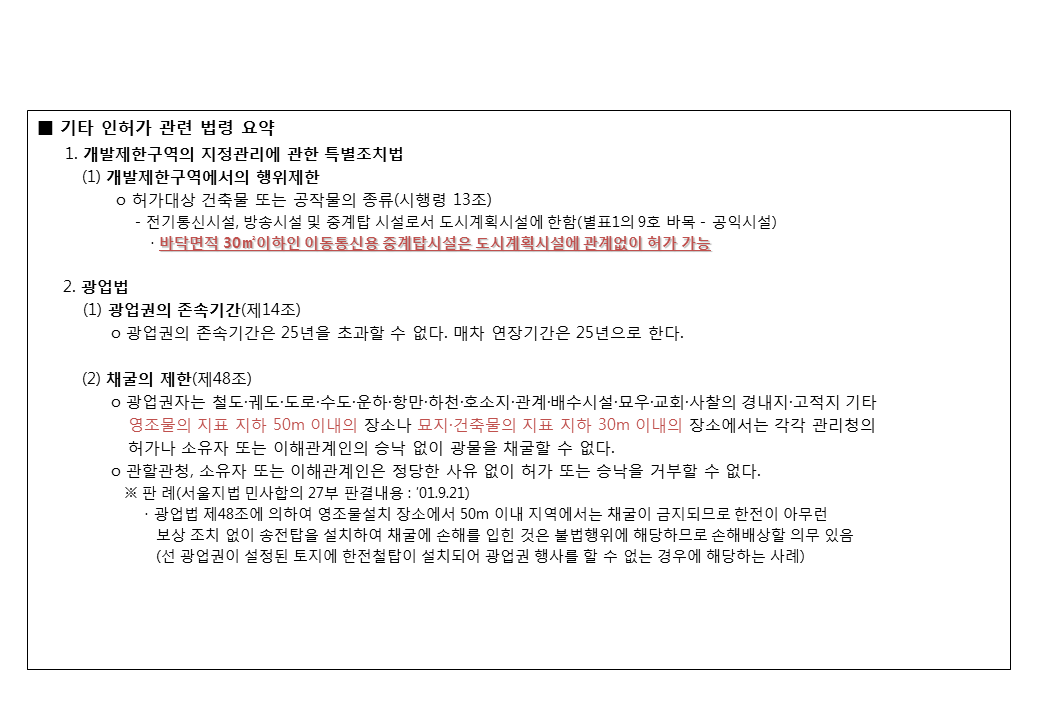 ■ 기타 인허가 관련 법령 요약
1. 개발제한구역의 지정관리에 관한 특별조치법
(1) 개발제한구역에서의 행위제한
ο 허가대상 건축물 또는 공작물의 종류(시행령 13조)
- 전기통신시설, 방송시설 및 중계탑 시설로서 도시계획시설에 한함(별표1의 9호 바목 - 공익시설)
· 바닥면적 30㎡이하인 이동통신용 중계탑시설은 도시계획시설에 관계없이 허가 가능
2. 광업법
(1) 광업권의 존속기간(제14조)
ο 광업권의 존속기간은 25년을 초과할 수 없다. 매차 연장기간은 25년으로 한다.
(2) 채굴의 제한(제48조)
ο 광업권자는 철도·궤도·도로·수도·운하·항만·하천·호소지·관계·배수시설·묘우·교회·사찰의 경내지·고적지 기타
영조물의 지표 지하 50m 이내의 장소나 묘지·건축물의 지표 지하 30m 이내의 장소에서는 각각 관리청의
허가나 소유자 또는 이해관계인의 승낙 없이 광물을 채굴할 수 없다.
ο 관할관청, 소유자 또는 이해관계인은 정당한 사유 없이 허가 또는 승낙을 거부할 수 없다.
※ 판 례(서울지법 민사합의 27부 판결내용 : ‘01.9.21)
· 광업법 제48조에 의하여 영조물설치 장소에서 50m 이내 지역에서는 채굴이 금지되므로 한전이 아무런
보상 조치 없이 송전탑을 설치하여 채굴에 손해를 입힌 것은 불법행위에 해당하므로 손해배상할 의무 있음
(선 광업권이 설정된 토지에 한전철탑이 설치되어 광업권 행사를 할 수 없는 경우에 해당하는 사례)